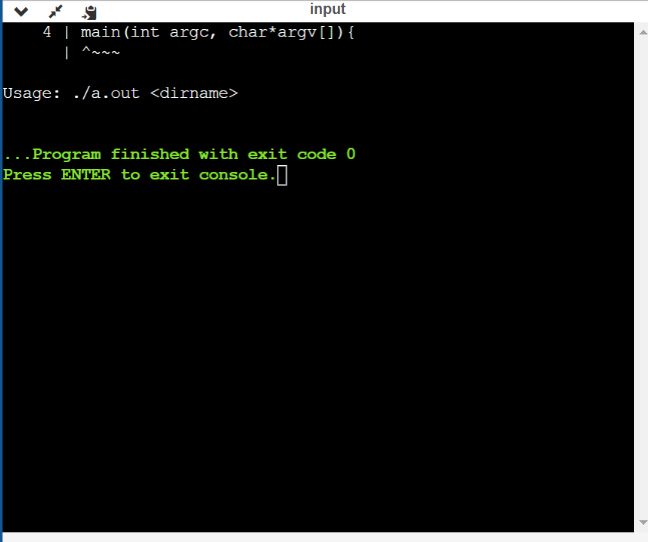 input
    4 | main(int argc, char*argv[]){
      | ^~~~
Usage: ./a.out <dirname>
...Program finished with exit code 0
Press ENTER to exit console.